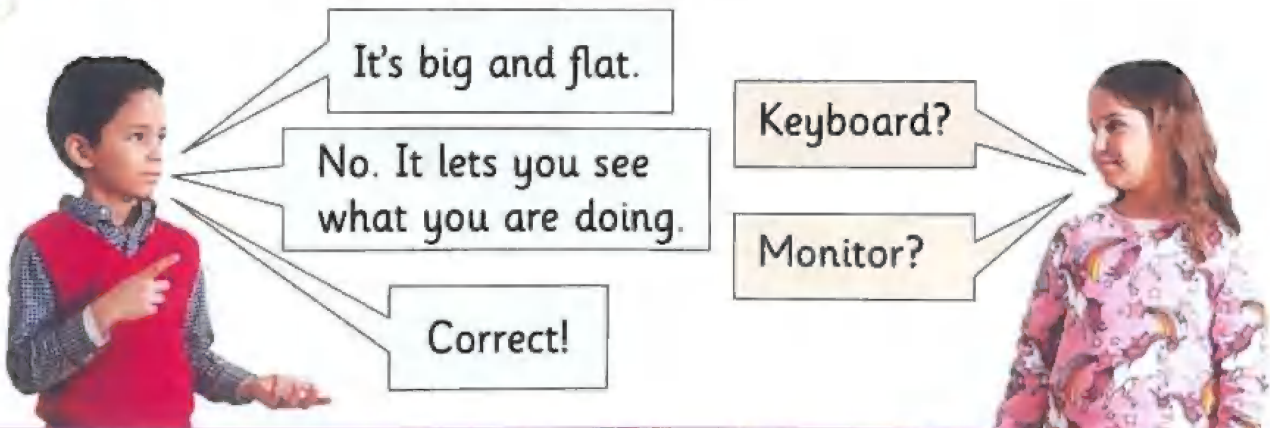 It's big and flat.
Keyboard?
No. It lets you see
what you are doing.
Monitor?
Correct!